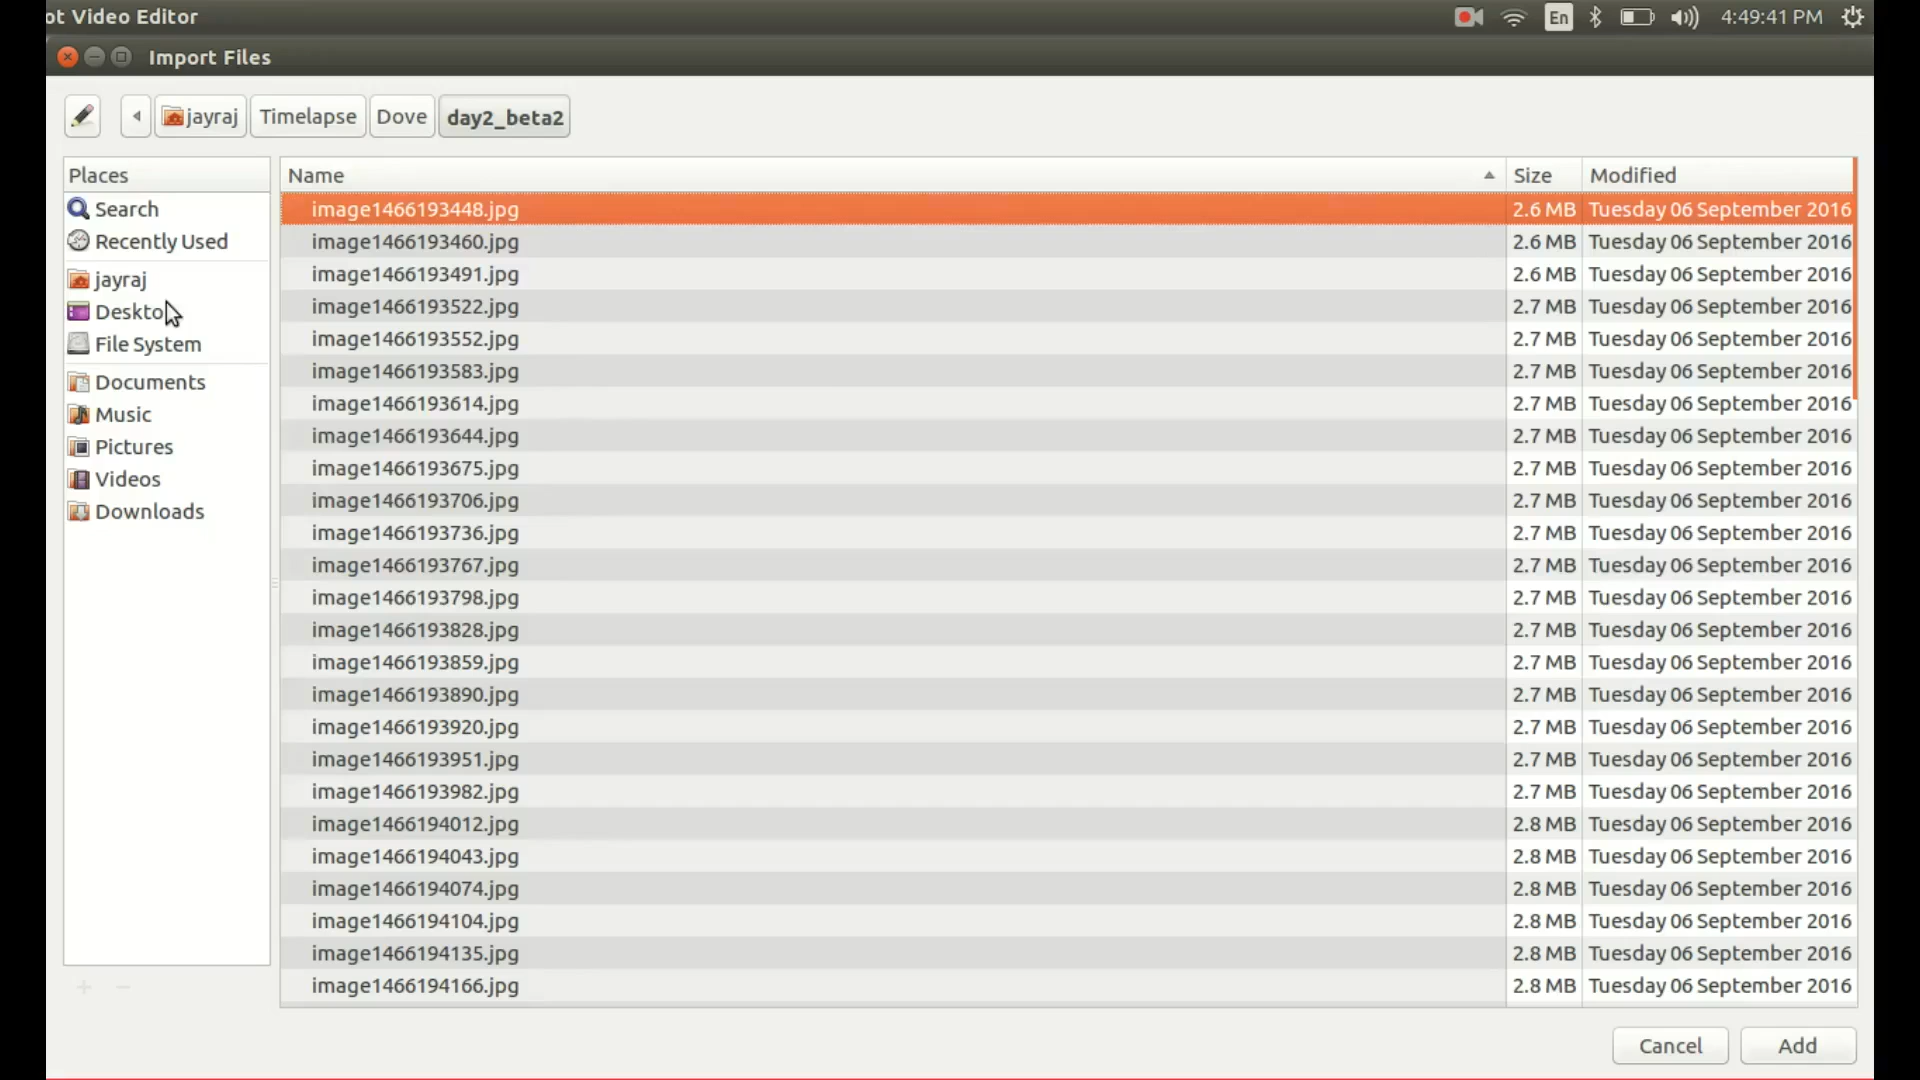 ot Video Editor
En
4:49:41 PM
Import Files
jayraj
Timelapse
Dove
day2_beta2
Places
Name
Size
Modified
Search
Recently Used
jayraj
Deskto
File System
Documents
Music
Pictures
Videos
Downloads
image1466193448.jpg 2.6 MB Tuesday 06 September 2016
image1466193460.jpg 2.6 MB Tuesday 06 September 2016
image1466193491.jpg 2.6 MB Tuesday 06 September 2016
image1466193522.jpg 2.7 MB Tuesday 06 September 2016
image1466193552.jpg 2.7 MB Tuesday 06 September 2016
image1466193583.jpg 2.7 MB Tuesday 06 September 2016
image1466193614.jpg 2.7 MB Tuesday 06 September 2016
image1466193644.jpg 2.7 MB Tuesday 06 September 2016
image1466193675.jpg 2.7 MB Tuesday 06 September 2016
image1466193706.jpg 2.7 MB Tuesday 06 September 2016
image1466193736.jpg 2.7 MB Tuesday 06 September 2016
image1466193767.jpg 2.7 MB Tuesday 06 September 2016
image1466193798.jpg 2.7 MB Tuesday 06 September 2016
image1466193828.jpg 2.7 MB Tuesday 06 September 2016
image1466193859.jpg 2.7 MB Tuesday 06 September 2016
image1466193890.jpg 2.7 MB Tuesday 06 September 2016
image1466193920.jpg 2.7 MB Tuesday 06 September 2016
image1466193951.jpg 2.7 MB Tuesday 06 September 2016
image1466193982.jpg 2.7 MB Tuesday 06 September 2016
image1466194012.jpg 2.8 MB Tuesday 06 September 2016
image1466194043.jpg 2.8 MB Tuesday 06 September 2016
image1466194074.jpg 2.8 MB Tuesday 06 September 2016
image1466194104.jpg 2.8 MB Tuesday 06 September 2016
image1466194135.jpg 2.8 MB Tuesday 06 September 2016
image1466194166.jpg 2.8 MB Tuesday 06 September 2016
Cancel
Add